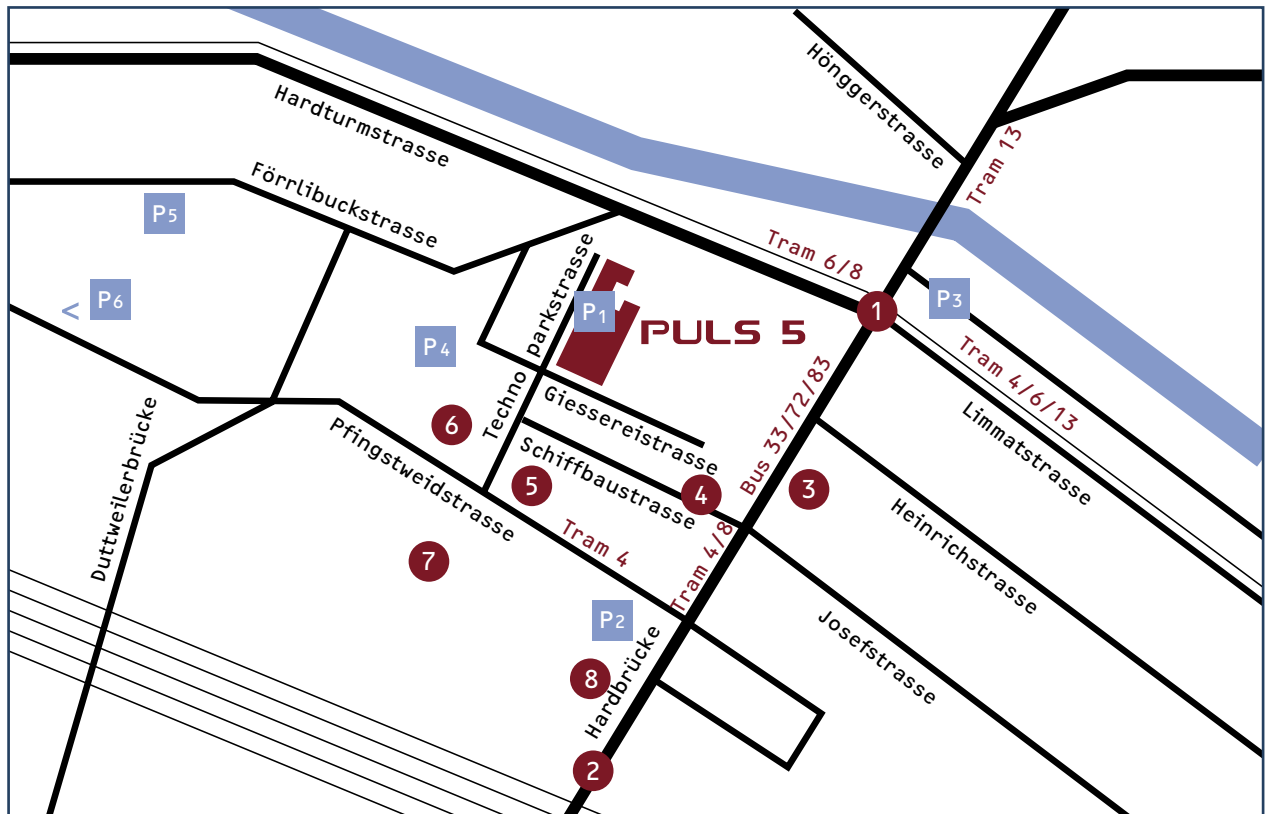 Hönggerstrasse
Hardturmstrasse
Tram 13
Förrlibuckstrasse
P5
Tram 6/8
parkstrasse
Techno
< P6
P1
PULS 5
1
P3
P4
Tram 4/6/13
Bus 33/72/83
Limmatstrasse
Giessereistrasse
6
Duttweilerbrücke
Pfingstweidstrasse
Schiffbaustrasse
5
4
3
Heinrichstrasse
Tram 4
Tram 4/8
7
P2
Josefstrasse
8
Hardbrücke
2